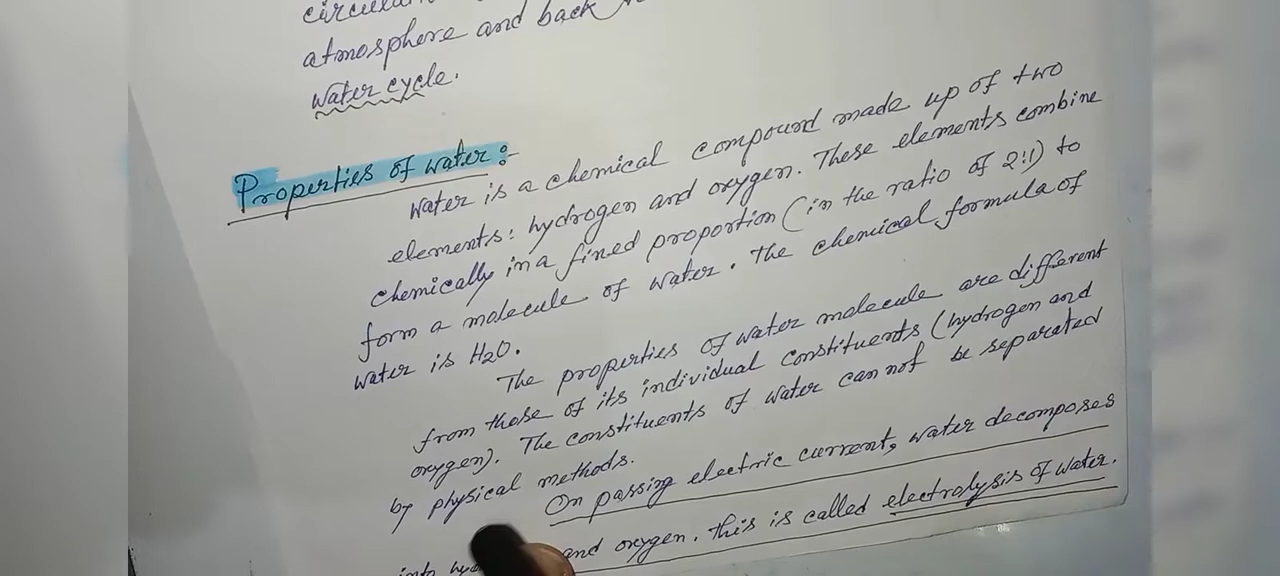 atmosphere and back
water cycle.
Properties of water:-
water is a chemical compound made up of two
elements: hydrogen and oxygen. These elements combine
chemically in a fixed proportion (in the ratio of 2:1) to
form a molecule of water. The chemical formula of
water is H2O.
The properties of water molecule are different
from those of its individual constituents (hydrogen and
oxygen). The constituents of water can not be separated
by physical methods.
On passing electric current, water decomposes
into and oxygen. This is called electrolysis of water.